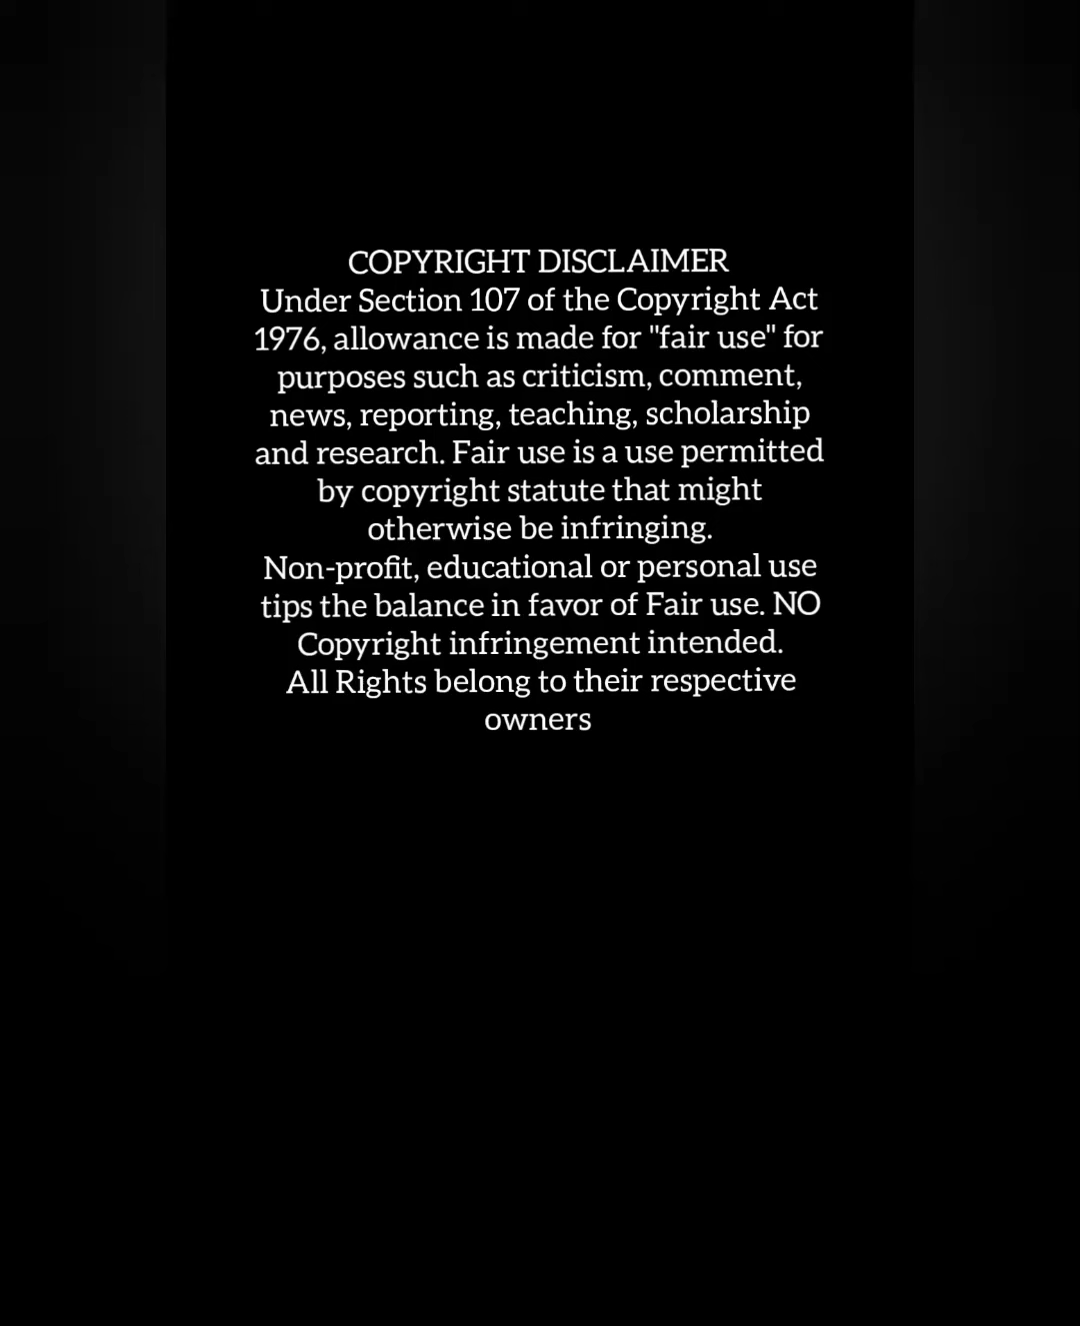 COPYRIGHT DISCLAIMER
Under Section 107 of the Copyright Act
1976, allowance is made for "fair use" for
purposes such as criticism, comment,
news, reporting, teaching, scholarship
and research. Fair use is a use permitted
by copyright statute that might
otherwise be infringing.
Non-profit, educational or personal use
tips the balance in favor of Fair use. NO
Copyright infringement intended.
All Rights belong to their respective
owners